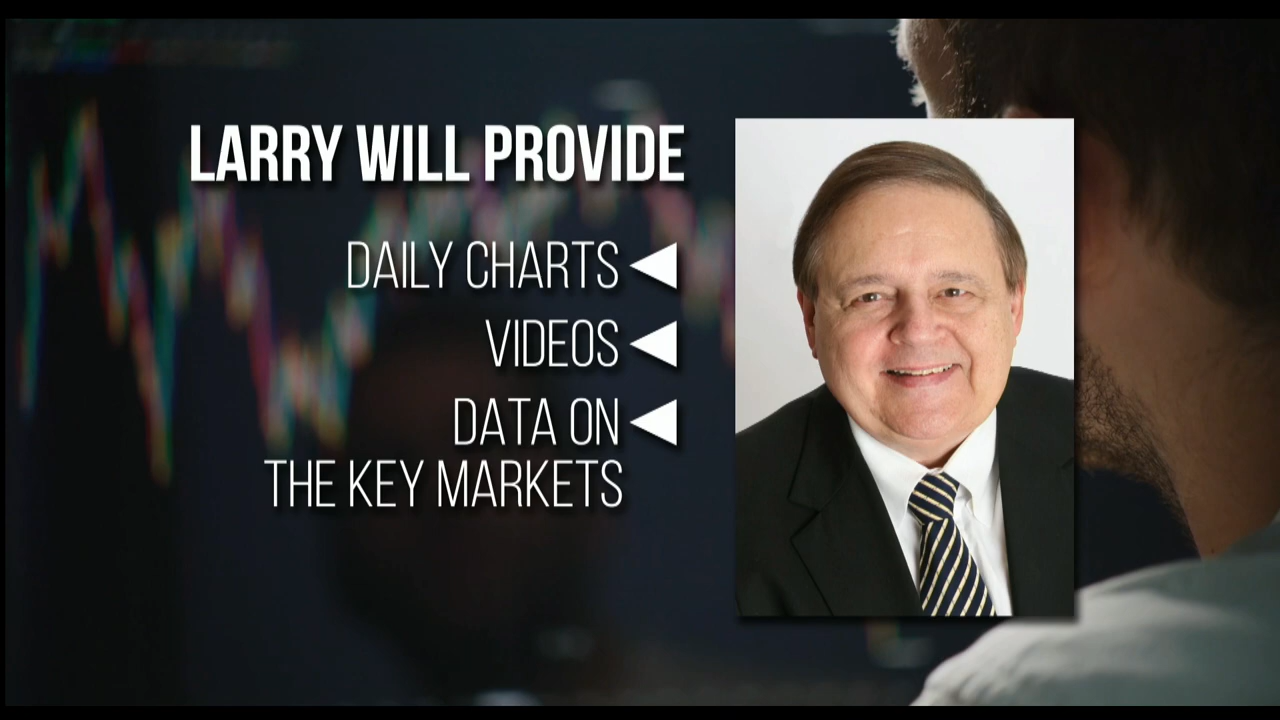 LARRY WILL PROVIDE
DAILY CHARTS
VIDEOS
DATA ON
THE KEY MARKETS